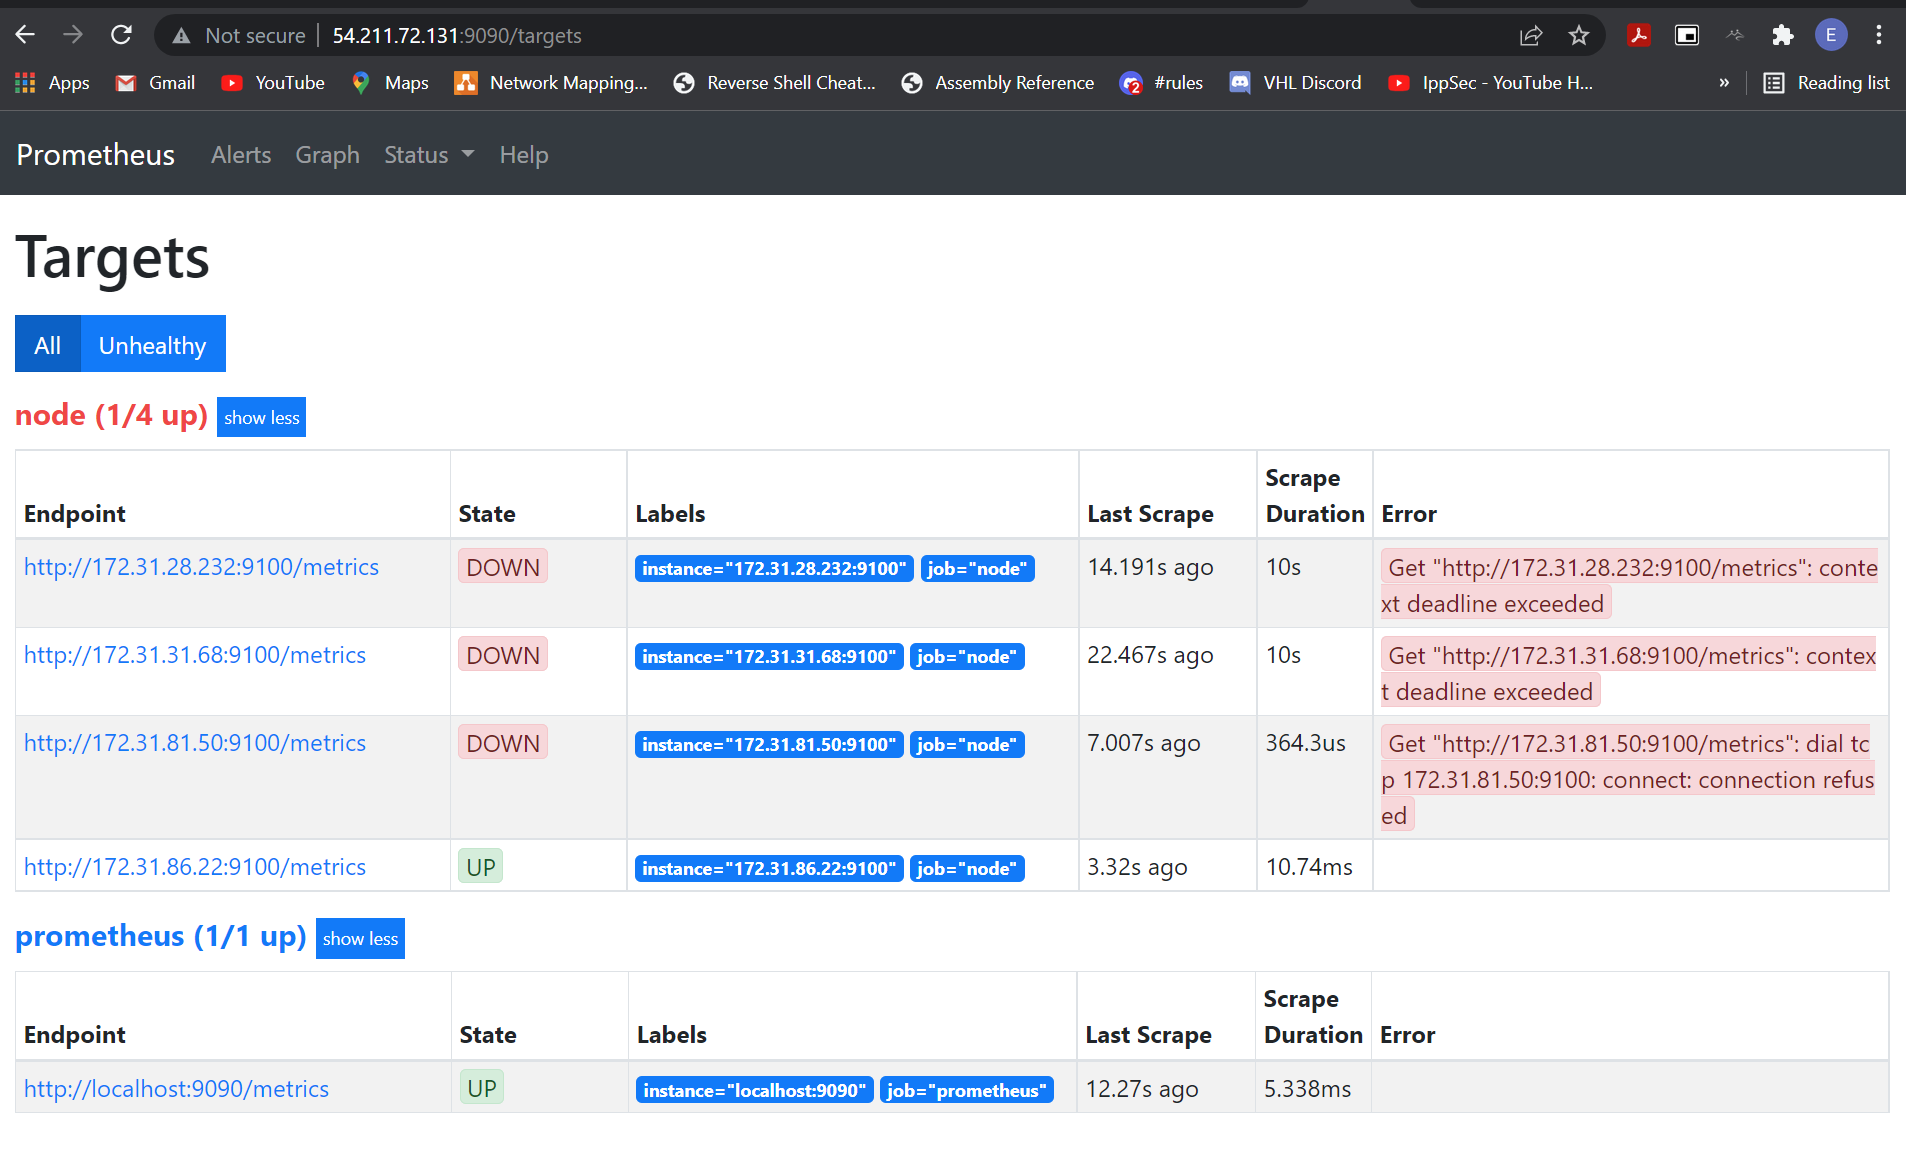 Not secure | 54.211.72.131:9090/targets
E
Apps Gmail YouTube Maps Network Mapping... Reverse Shell Cheat... Assembly Reference 2 #rules VHL Discord IppSec - YouTube H... » Reading list
Prometheus Alerts Graph Status Help
Targets
All Unhealthy
node (1/4 up) show less
Scrape
Endpoint State Labels Last Scrape Duration Error
http://172.31.28.232:9100/metrics DOWN instance="172.31.28.232:9100" job="node" 14.191s ago 10s Get "http://172.31.28.232:9100/metrics": conte
xt deadline exceeded
http://172.31.31.68:9100/metrics DOWN instance="172.31.31.68:9100" job="node" 22.467s ago 10s Get "http://172.31.31.68:9100/metrics": contex
t deadline exceeded
http://172.31.81.50:9100/metrics DOWN instance="172.31.81.50:9100" job="node" 7.007s ago 364.3us Get "http://172.31.81.50:9100/metrics": dial tc
p 172.31.81.50:9100: connect: connection refus
ed
http://172.31.86.22:9100/metrics UP instance="172.31.86.22:9100" job="node" 3.32s ago 10.74ms
prometheus (1/1 up) show less
Scrape
Endpoint State Labels Last Scrape Duration Error
http://localhost:9090/metrics UP instance="localhost:9090" job="prometheus" 12.27s ago 5.338ms